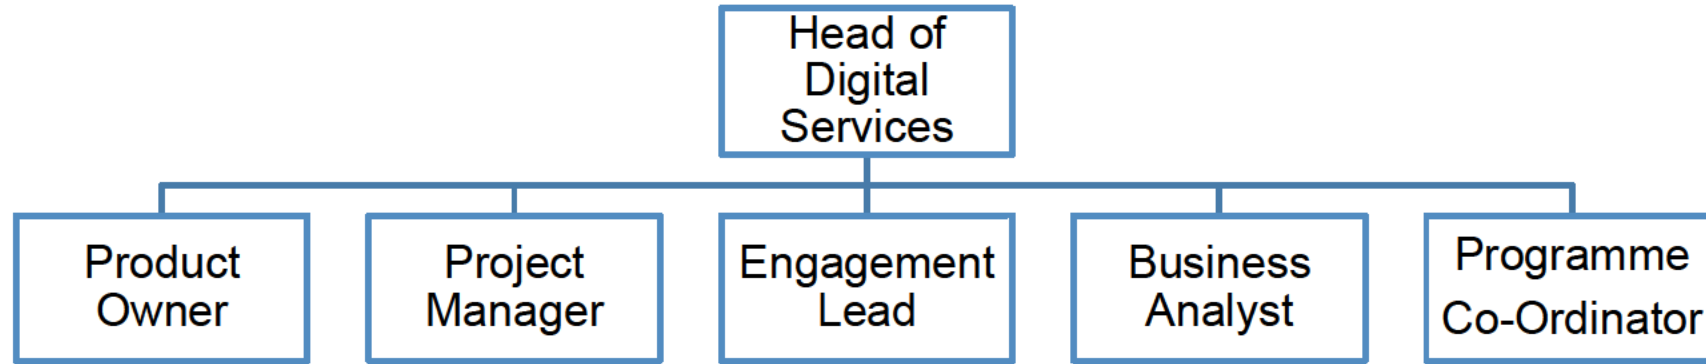 Head of
Digital
Services
Product
Owner
Project
Manager
Engagement
Lead
Business
Analyst
Programme
Co-Ordinator